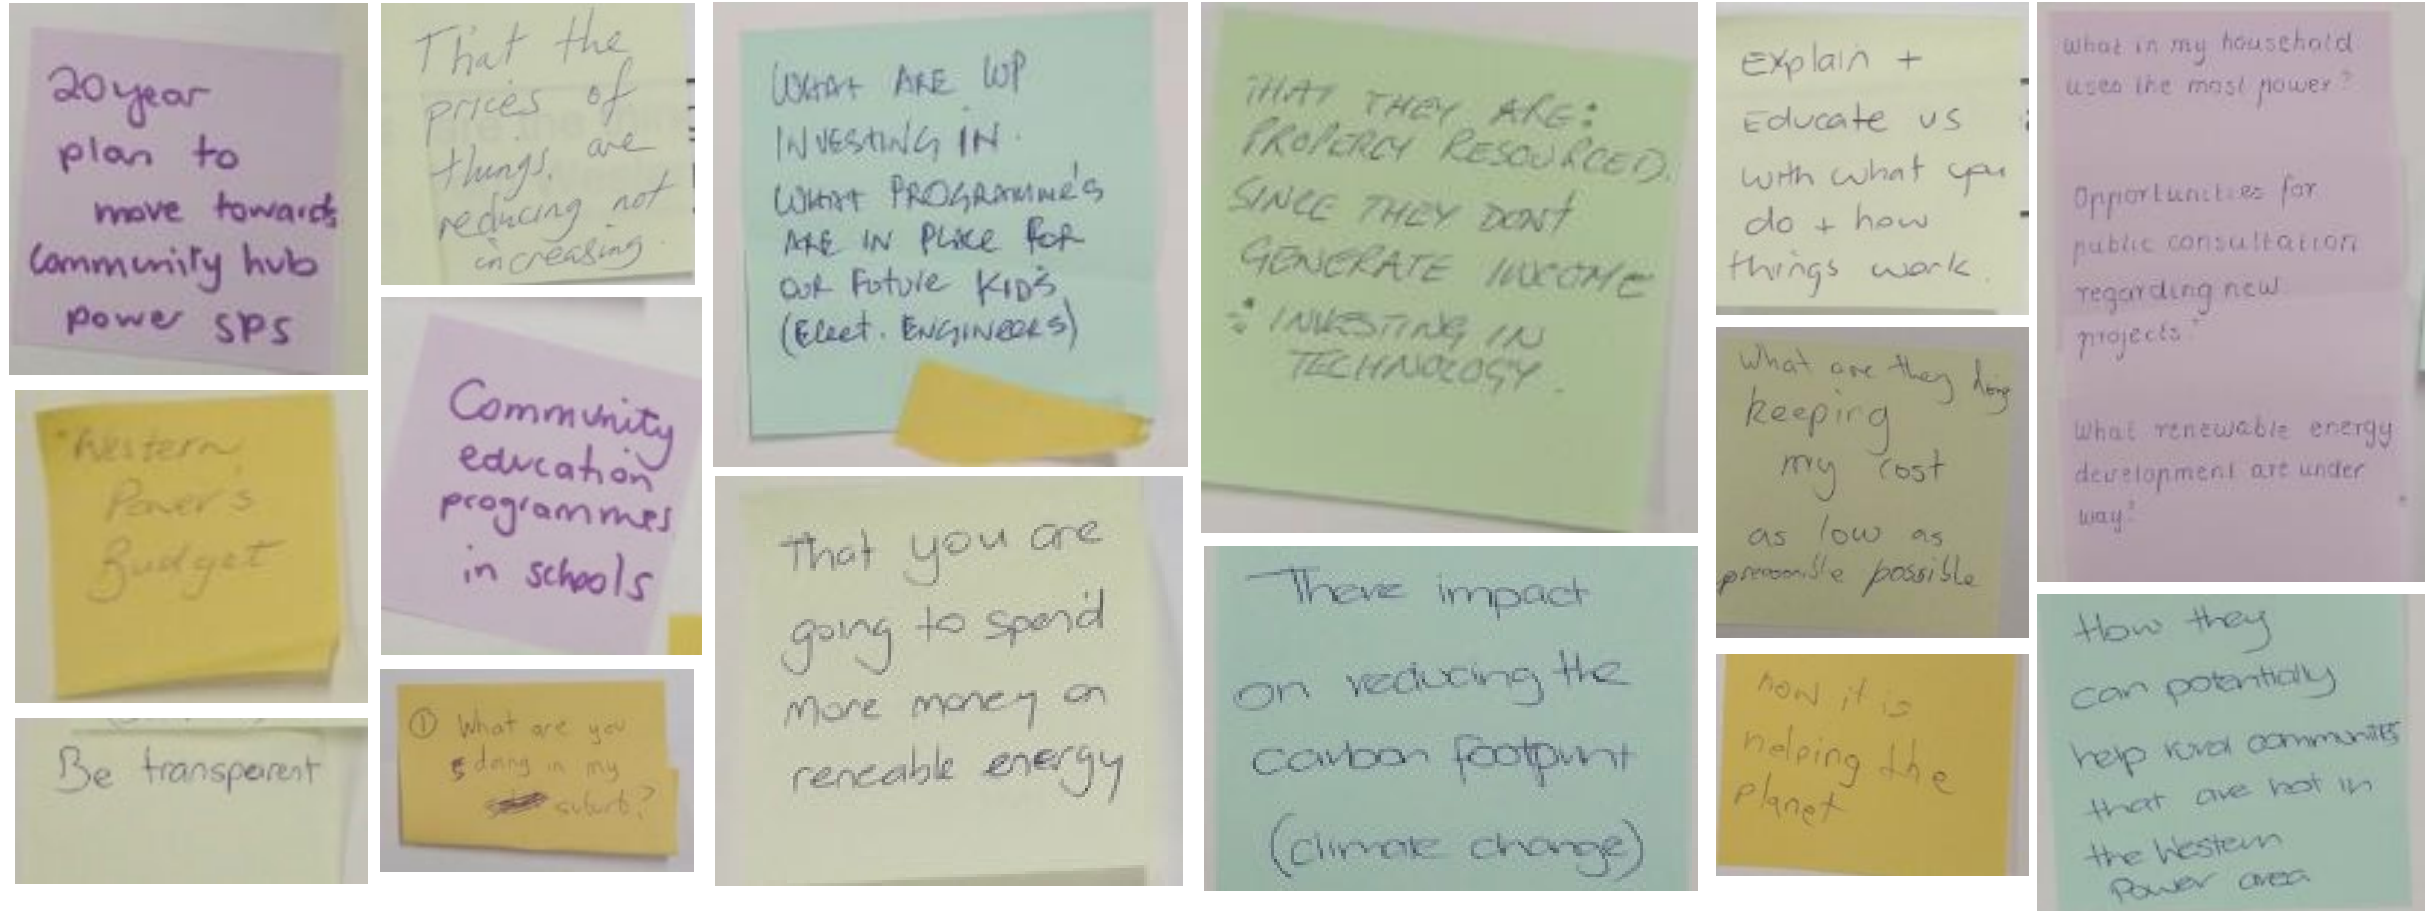 20 year
plan to
move towards
Community hub
power SPS
"Western
Power's
Budget
Be transparent
That the
prices of
things, are
reducing not
increasing.
Community
education
programmes
in schools
① What are you
doing in my
suburb?
WHAT ARE WP
INVESTING IN.
WHAT PROGRAMME'S
ARE IN PLACE FOR
OUR FUTURE KID'S
(Elect. ENGINEERS)
That you are
going to spend
more money on
reneable energy
THAT THEY ARE:
PROPERLY RESOURCED.
SINCE THEY DONT
GENERATE INCOME
INVESTING IN
TECHNOLOGY.
There impact
on reducing the
carbon footprint
(climate change)
Explain +
Educate us
with what you
do + how
things work.
What are they doing
keeping
my cost
as low as
possible
how it is
helping the
planet
What in my household
uses the most power?
Opportunities for
public consultation
regarding new
projects?
What renewable energy
development are under
way?
How they
can potentially
help rural communities
that are not in
the Western
Power area